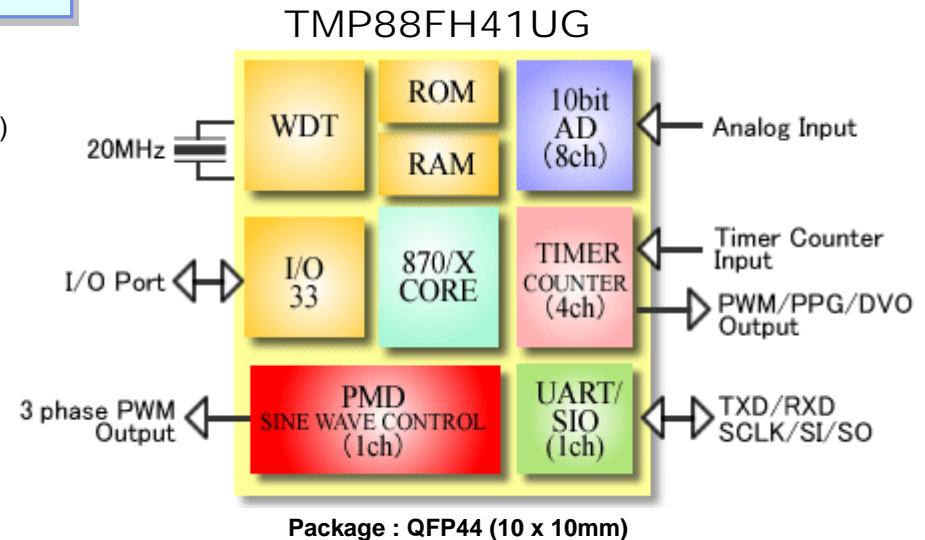 TMP88FH41UG
)
20MHz
WDT
ROM
RAM
10bit
AD
(8ch)
Analog Input
I/O Port
I/O
33
870/X
CORE
TIMER
COUNTER
(4ch)
Timer Counter
Input
PWM/PPG/DVO
Output
3 phase PWM
Output
PMD
SINE WAVE CONTROL
(1ch)
UART/
SIO
(1ch)
TXD/RXD
SCLK/SI/SO
Package : QFP44 (10 x 10mm)